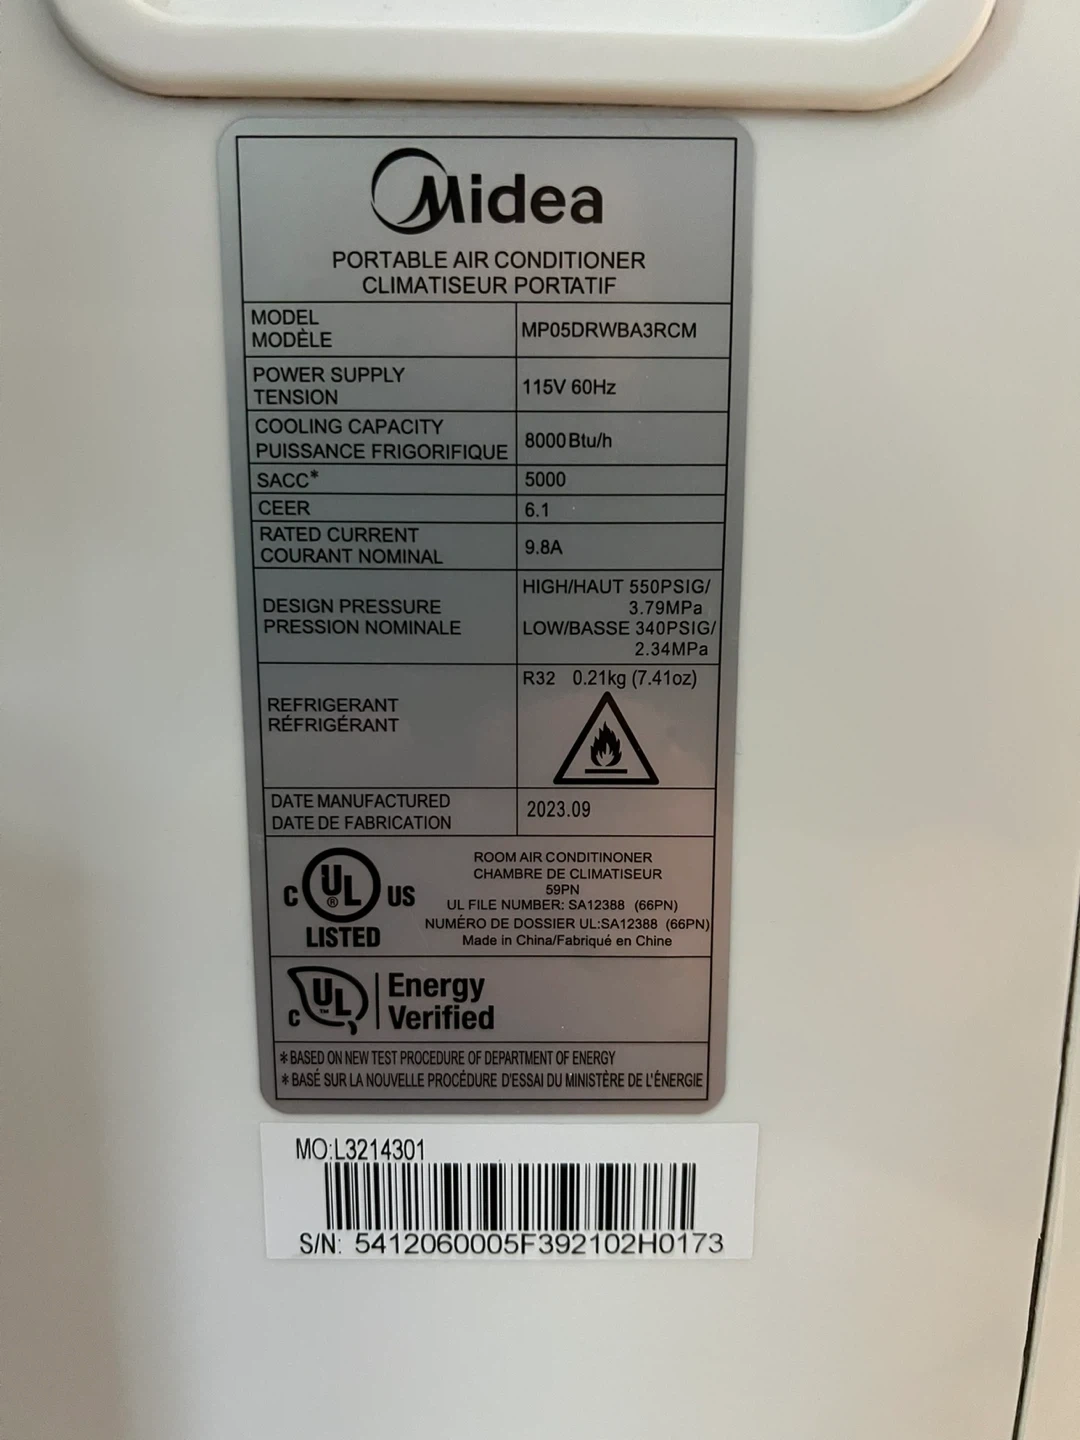 Midea
PORTABLE AIR CONDITIONER
CLIMATISEUR PORTATIF
MODEL
MODÈLE
MP05DRWBA3RCM
POWER SUPPLY
TENSION
115V 60Hz
COOLING CAPACITY
PUISSANCE FRIGORIFIQUE
8000Btu/h
SACC*
5000
CEER
6.1
RATED CURRENT
COURANT NOMINAL
9.8A
DESIGN PRESSURE
PRESSION NOMINALE
HIGH/HAUT 550PSIG/
3.79MPa
LOW/BASSE 340PSIG/
2.34MPa
REFRIGERANT
RÉFRIGÉRANT
R32 0.21kg (7.41oz)
DATE MANUFACTURED
DATE DE FABRICATION
2023.09
C UL ® US
LISTED
ROOM AIR CONDITINONER
CHAMBRE DE CLIMATISEUR
59PN
UL FILE NUMBER: SA12388 (66PN)
NUMÉRO DE DOSSIER UL:SA12388 (66PN)
Made in China/Fabriqué en Chine
C UL ™
Energy
Verified
*BASED ON NEW TEST PROCEDURE OF DEPARTMENT OF ENERGY
*BASÉ SUR LA NOUVELLE PROCÉDURE D'ESSAI DU MINISTÈRE DE L'ÉNERGIE
MO:L3214301
S/N: 5412060005F392102H0173